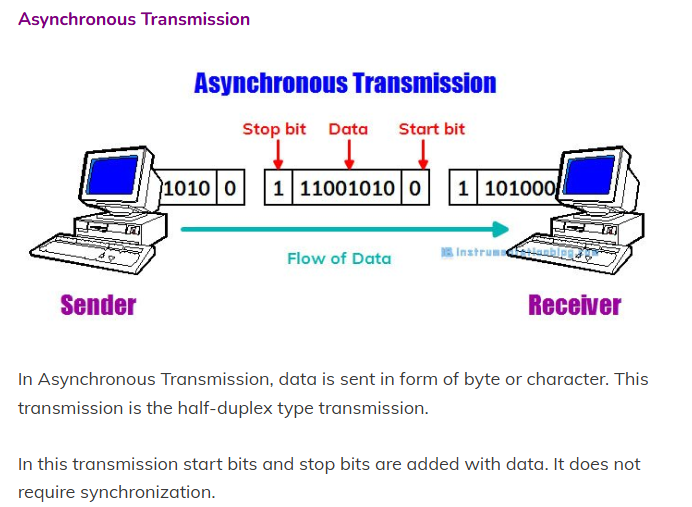 Asynchronous Transmission
Asynchronous Transmission
Stop bit Data Start bit
1010 0 1 11001010 0 1 101000
Flow of Data
Sender Receiver
In Asynchronous Transmission, data is sent in form of byte or character. This
transmission is the half-duplex type transmission.
In this transmission start bits and stop bits are added with data. It does not
require synchronization.